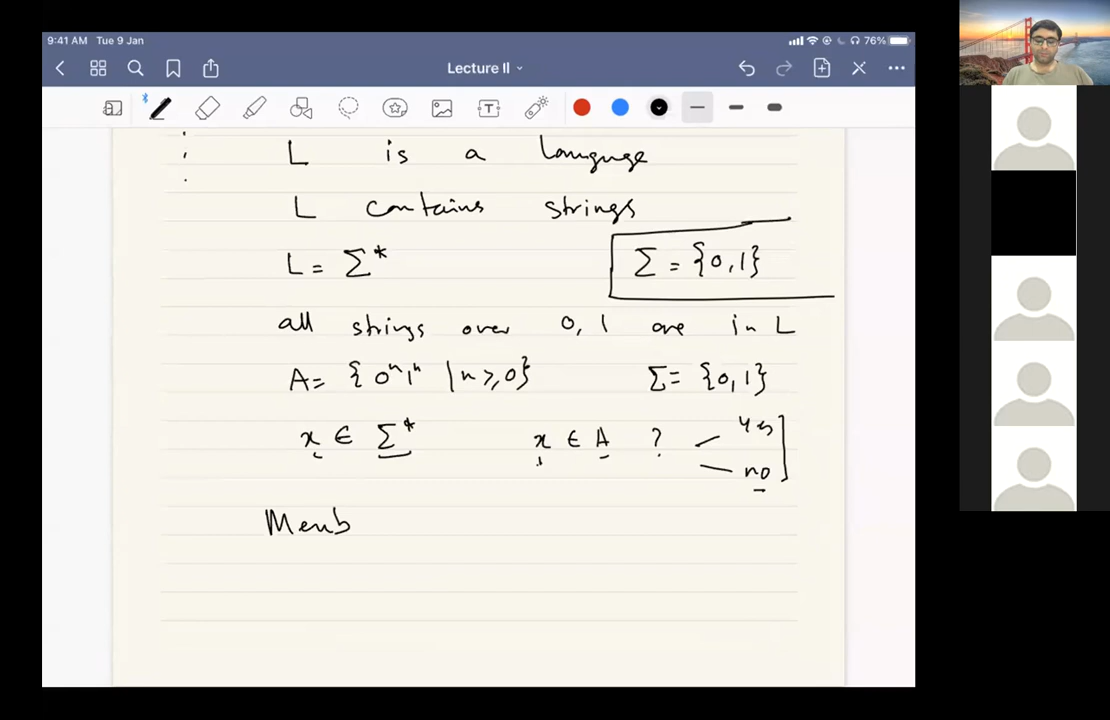 9:41 AM Tue 9 Jan 76%
Lecture II
L is a language
L contains strings
L = Σ* Σ = {0,1}
all strings over 0, 1 are in L
A = { 0ⁿ1ⁿ | n ≥ 0 } Σ = {0,1}
x ∈ Σ* x ∈ A ? Yes
no
Memb